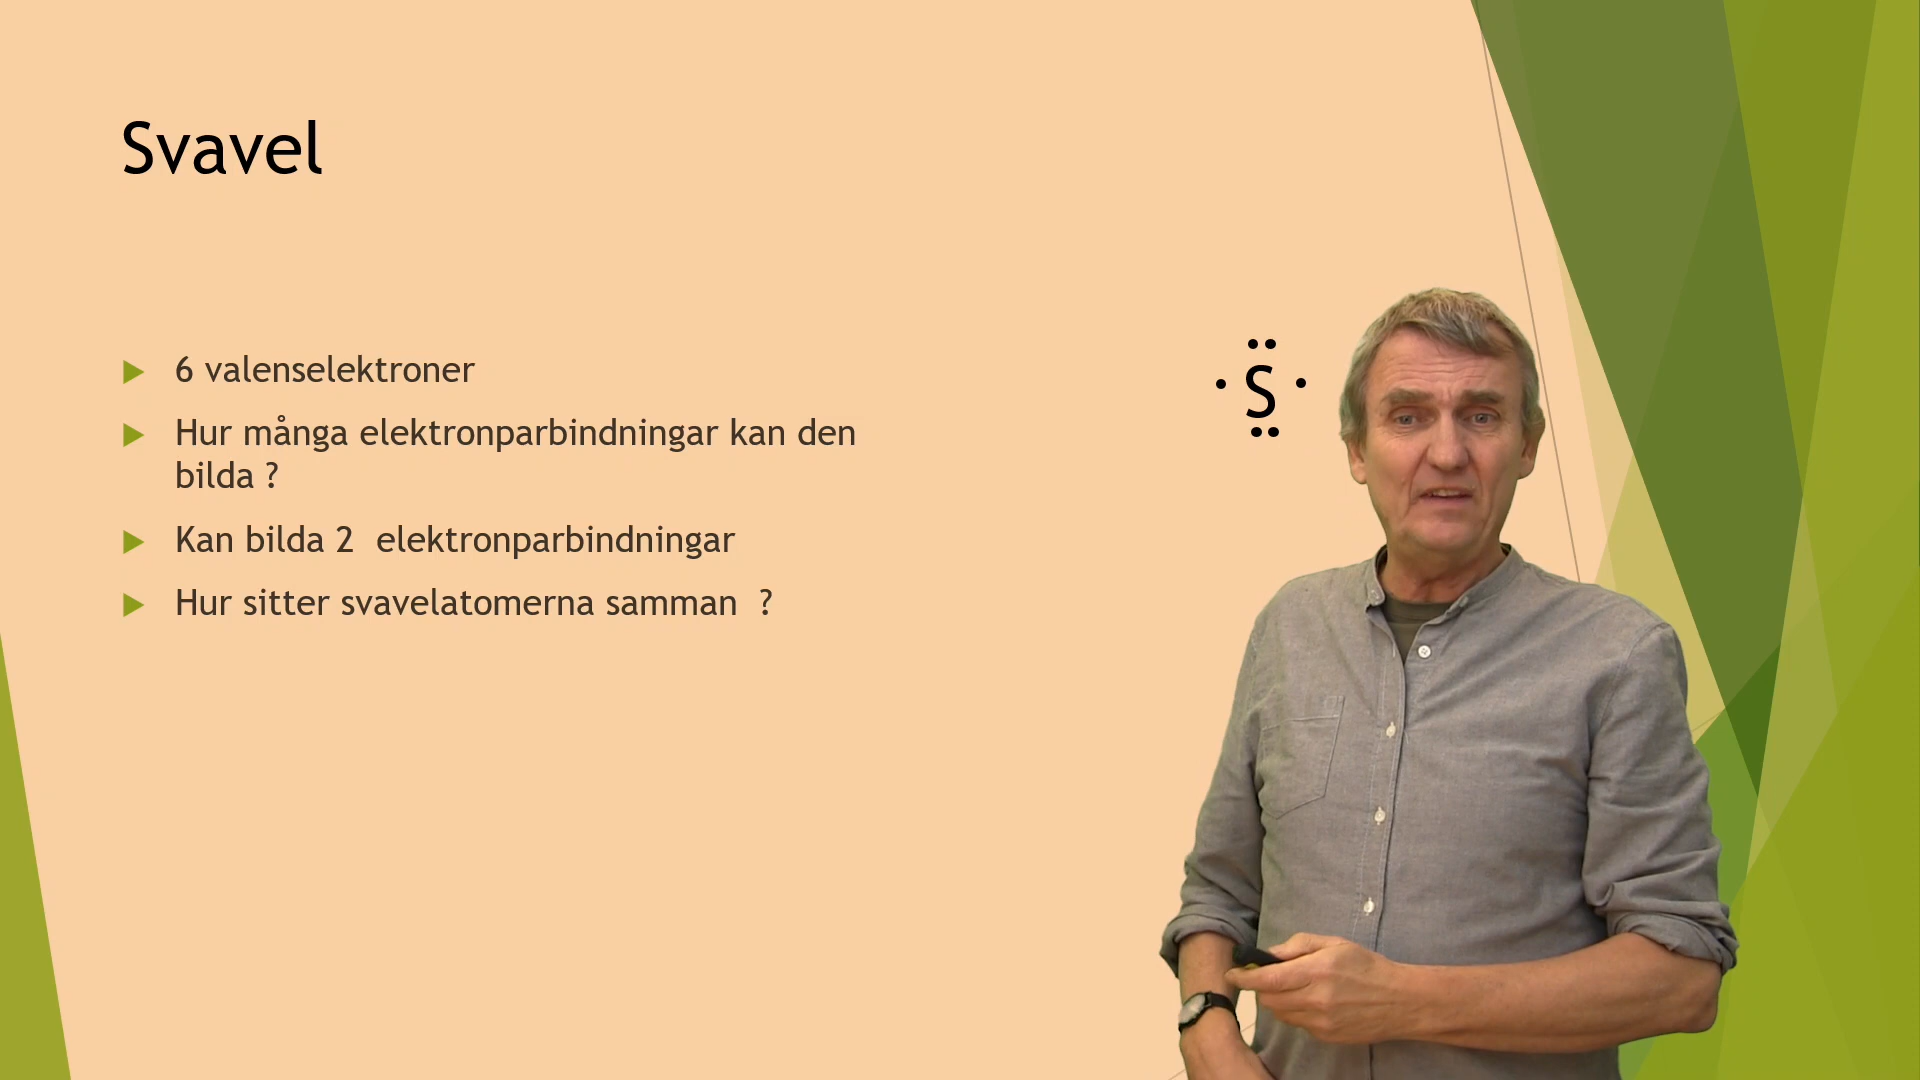 Svavel
6 valenselektroner
Hur många elektronparbindningar kan den
bilda ?
Kan bilda 2 elektronparbindningar
Hur sitter svavelatomerna samman ?
S